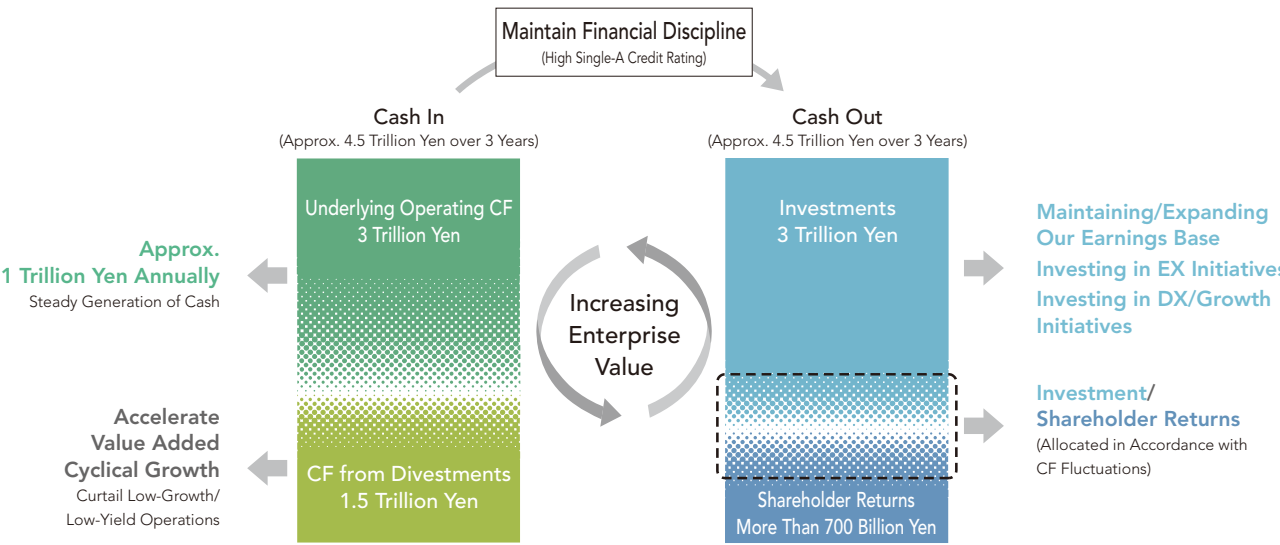 Maintain Financial Discipline
(High Single-A Credit Rating)
Cash In
(Approx. 4.5 Trillion Yen over 3 Years)
Cash Out
(Approx. 4.5 Trillion Yen over 3 Years)
Approx.
1 Trillion Yen Annually
Steady Generation of Cash
Accelerate
Value Added
Cyclical Growth
Curtail Low-Growth/
Low-Yield Operations
Underlying Operating CF
3 Trillion Yen
CF from Divestments
1.5 Trillion Yen
Increasing
Enterprise
Value
Investments
3 Trillion Yen
Shareholder Returns
More Than 700 Billion Yen
Maintaining/Expanding
Our Earnings Base
Investing in EX Initiatives
Investing in DX/Growth
Initiatives
Investment/
Shareholder Returns
(Allocated in Accordance with
CF Fluctuations)